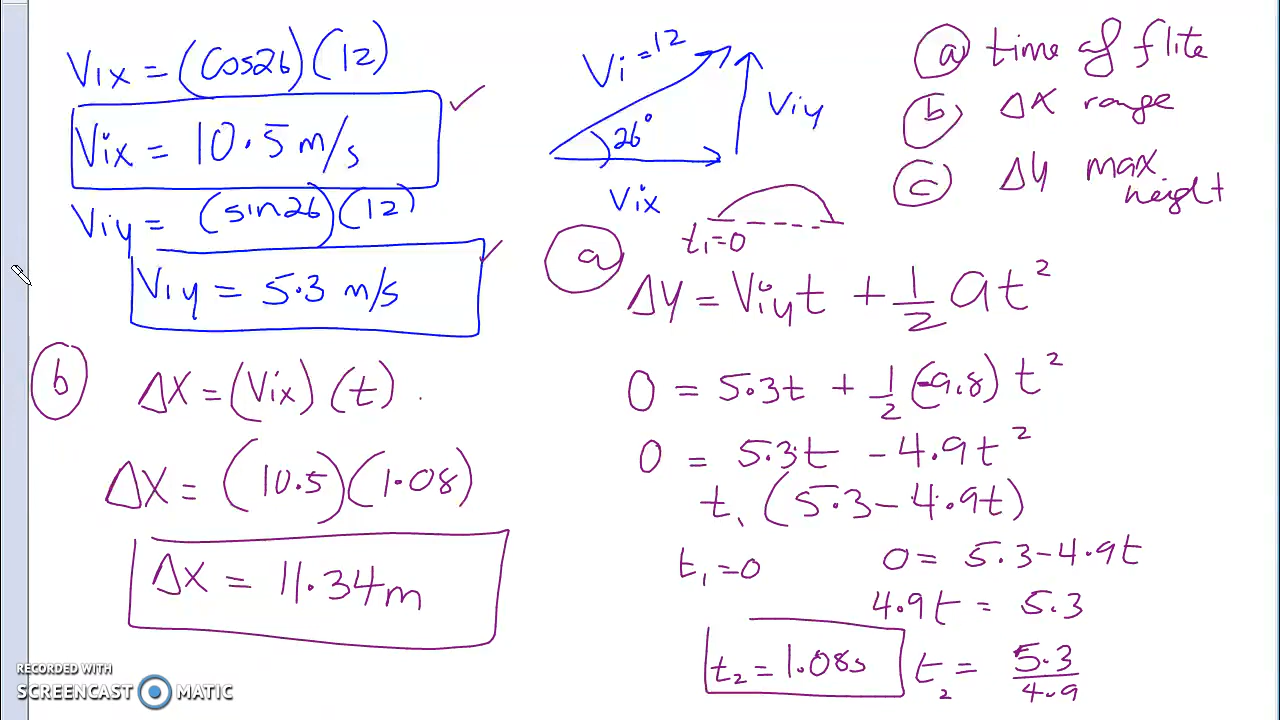 Vix = (cos26)(12)
Vix = 10.5 m/s
Viy = (sin26)(12)
Viy = 5.3 m/s
Vi = 12
26°
Viy
Vix
t₁=0
a time of flite
b ΔX range
c ΔY max
height
a
ΔY = Viyt + 1/2 at²
0 = 5.3t + 1/2 (-9.8) t²
0 = 5.3t - 4.9t²
t₁ (5.3 - 4.9t)
t₁ = 0
0 = 5.3 - 4.9t
4.9t = 5.3
t₂ = 5.3/4.9
t₂ = 1.08s
b
ΔX = (Vix)(t)
ΔX = (10.5)(1.08)
ΔX = 11.34m
RECORDED WITH
SCREENCAST MATIC